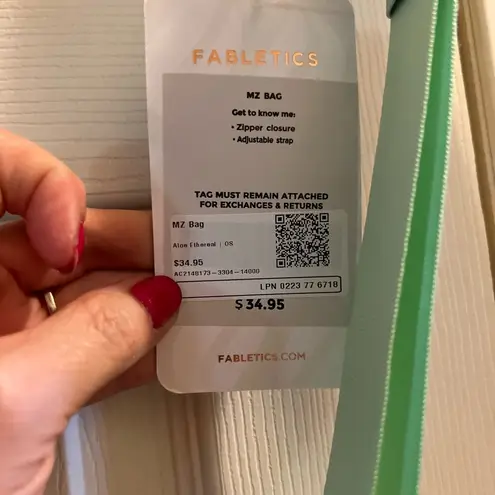 FABLETICS
MZ BAG
Get to know me:
• Zipper closure
• Adjustable strap
TAG MUST REMAIN ATTACHED
FOR EXCHANGES & RETURNS
MZ Bag
Aloe Ethereal | OS
$34.95
AC2149173-3304-14000
LPN 0223 77 6718
$34.95
FABLETICS.COM